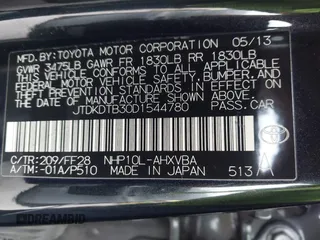 MFD.BY:TOYOTA MOTOR CORPORATION 05/13
GVWR 3475LB GAWR FR 1830LB RR 1830LB
THIS VEHICLE CONFORMS TO ALL APPLICABLE
FEDERAL MOTOR VEHICLE SAFETY, BUMPER, AND
THEFT PREVENTION STANDARDS IN EFFECT ON THE
DATE OF MANUFACTURE SHOWN ABOVE.
JTDKDTB30D1544780 PASS.CAR
C/TR:209/FF28 NHP10L-AHXVBA
A/TM:-01A/P510 MADE IN JAPAN 5137A
DREAMBID